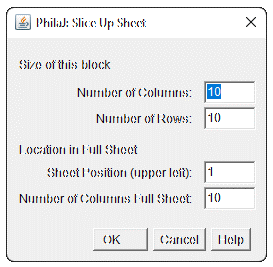 PhilaJ: Slice Up Sheet
Size of this block
Number of Columns: 10
Number of Rows: 10
Location in Full Sheet
Sheet Position (upper left): 1
Number of Columns Full Sheet: 10
OK Cancel Help